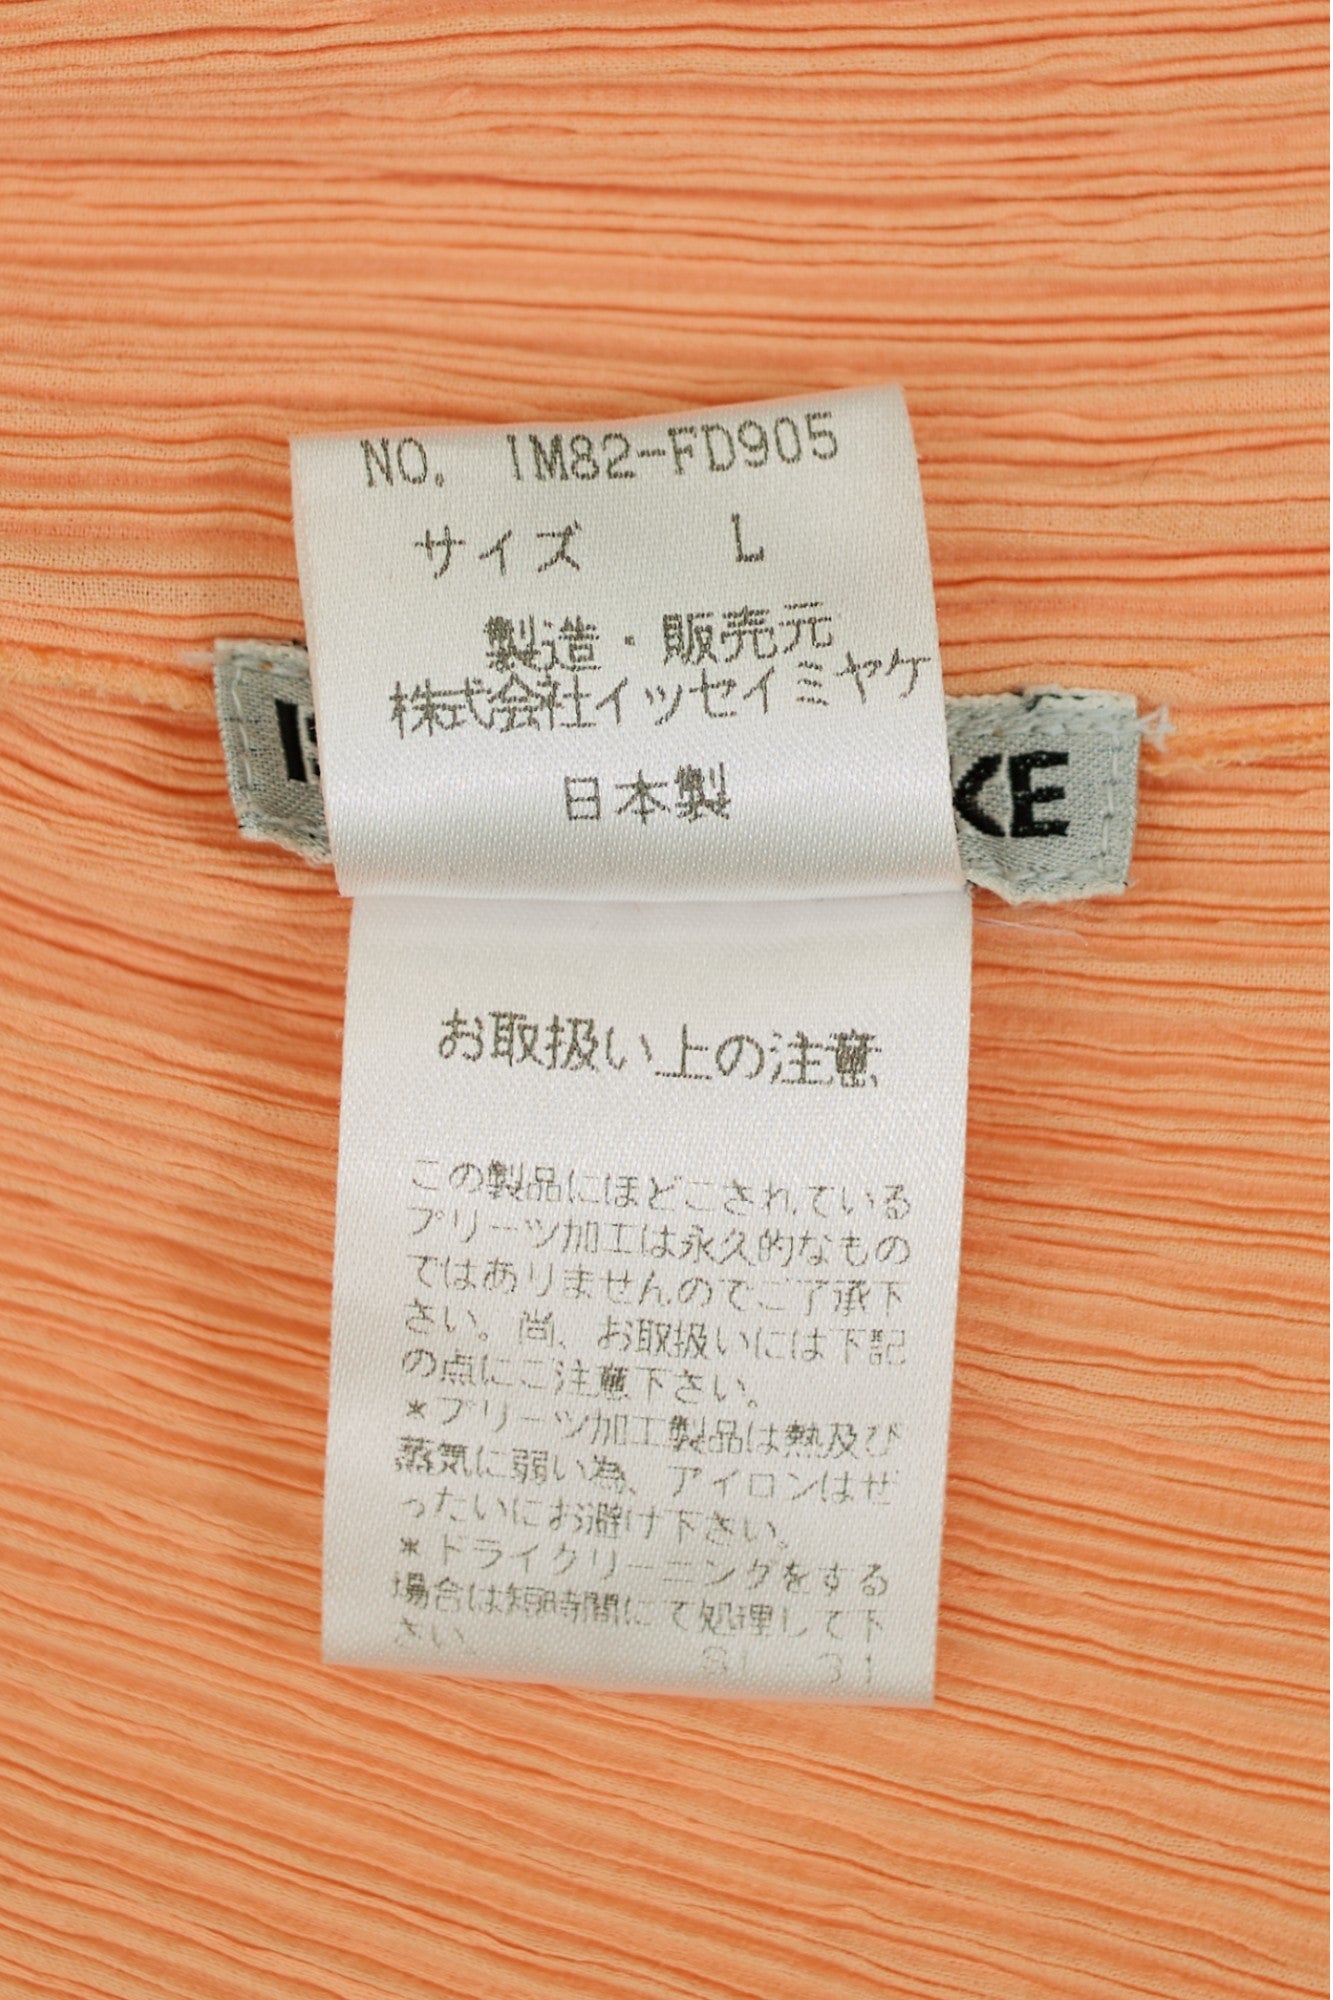 NO. IM82-FD905
サイズ L
製造・販売元
株式会社イッセイミヤケ
日本製
KE
お取扱い上の注意
この製品にほどこされている
プリーツ加工は永久的なもの
ではありませんのでご了承下
さい。尚、お取扱いには下記
の点にご注意下さい。
*プリーツ加工製品は熱及び
蒸気に弱い為、アイロンはぜ
ったいにお避け下さい。
*ドライクリーニングをする
場合は短時間にて処理して下
さい。